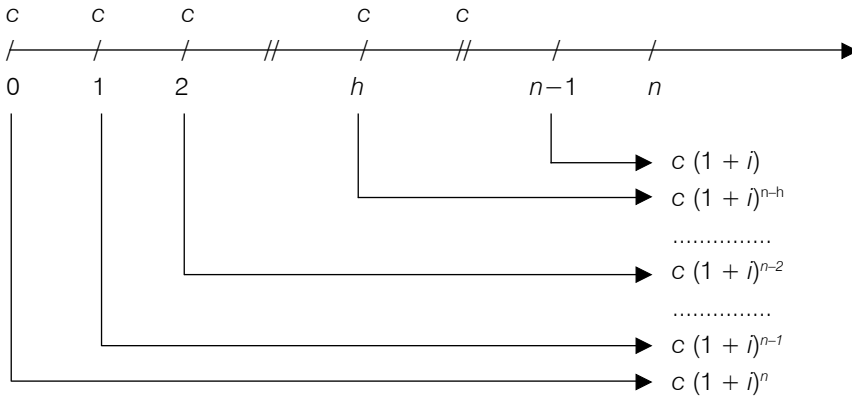 c c c c c
0 1 2 h n−1 n
c (1 + i)
c (1 + i)ⁿ⁻ʰ
...............
c (1 + i)ⁿ⁻²
...............
c (1 + i)ⁿ⁻¹
c (1 + i)ⁿ